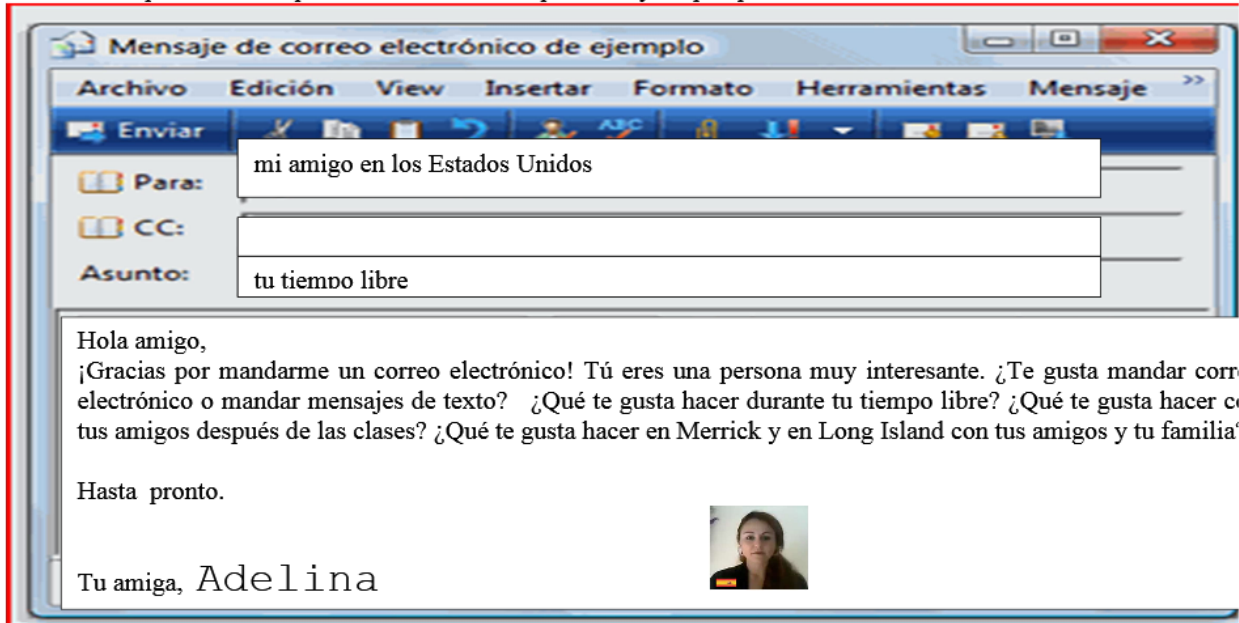 Mensaje de correo electrónico de ejemplo
Archivo Edición View Insertar Formato Herramientas Mensaje »
Enviar ABC
Para: mi amigo en los Estados Unidos
CC:
Asunto: tu tiempo libre
Hola amigo,
¡Gracias por mandarme un correo electrónico! Tú eres una persona muy interesante. ¿Te gusta mandar corr
electrónico o mandar mensajes de texto? ¿Qué te gusta hacer durante tu tiempo libre? ¿Qué te gusta hacer c
tus amigos después de las clases? ¿Qué te gusta hacer en Merrick y en Long Island con tus amigos y tu familia
Hasta pronto.
Tu amiga, Adelina